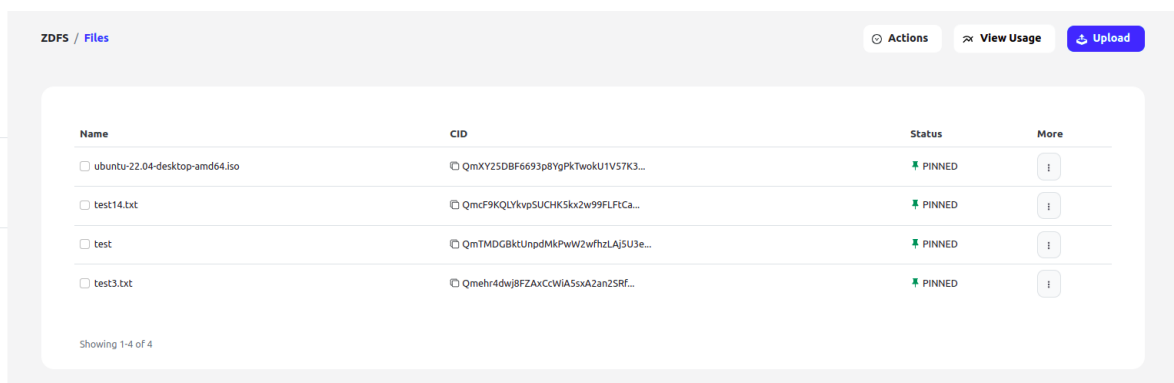 ZDFS / Files
Actions
View Usage
Upload
Name CID Status More
ubuntu-22.04-desktop-amd64.iso QmXY25DBF6693p8YgPkTwokU1V57K3... PINNED
test14.txt QmcF9KQLYkvpSUCHK5kx2w99FLFtCa... PINNED
test QmTMDGBktUnpdMkPwW2wfhzLAj5U3e... PINNED
test3.txt Qmehr4dwj8FZAxCcWiA5sxA2an2SRf... PINNED
Showing 1-4 of 4